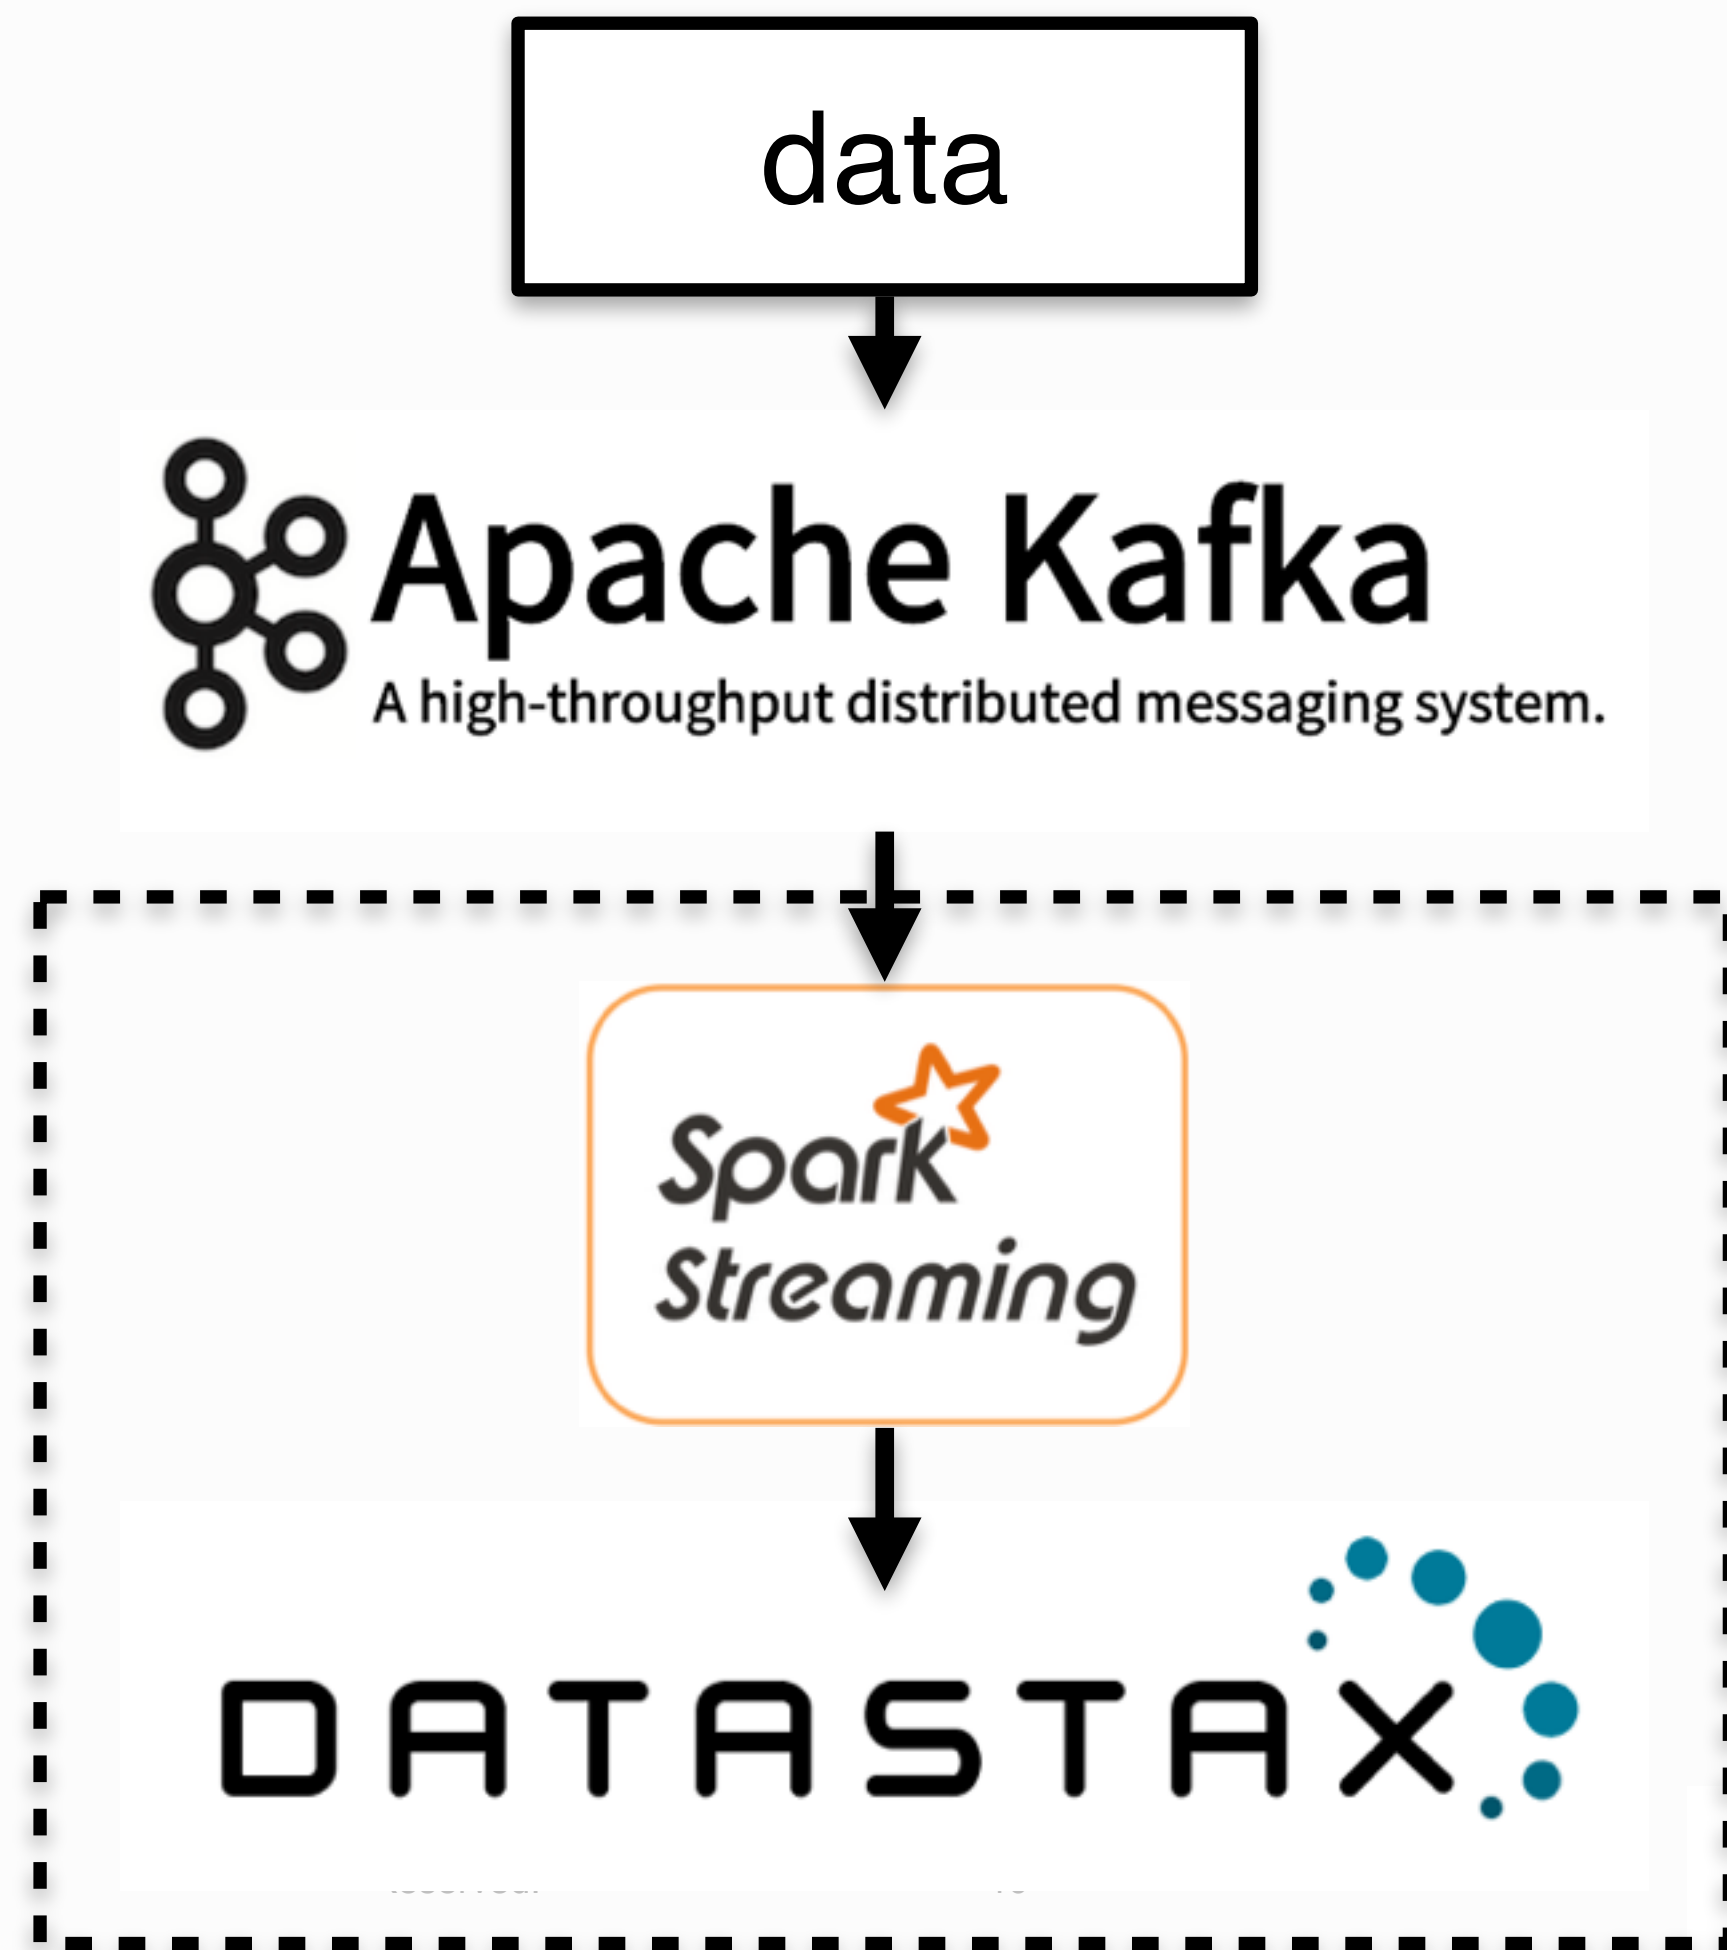 data
Apache Kafka
A high-throughput distributed messaging system.
Spark
Streaming
DATASTAX